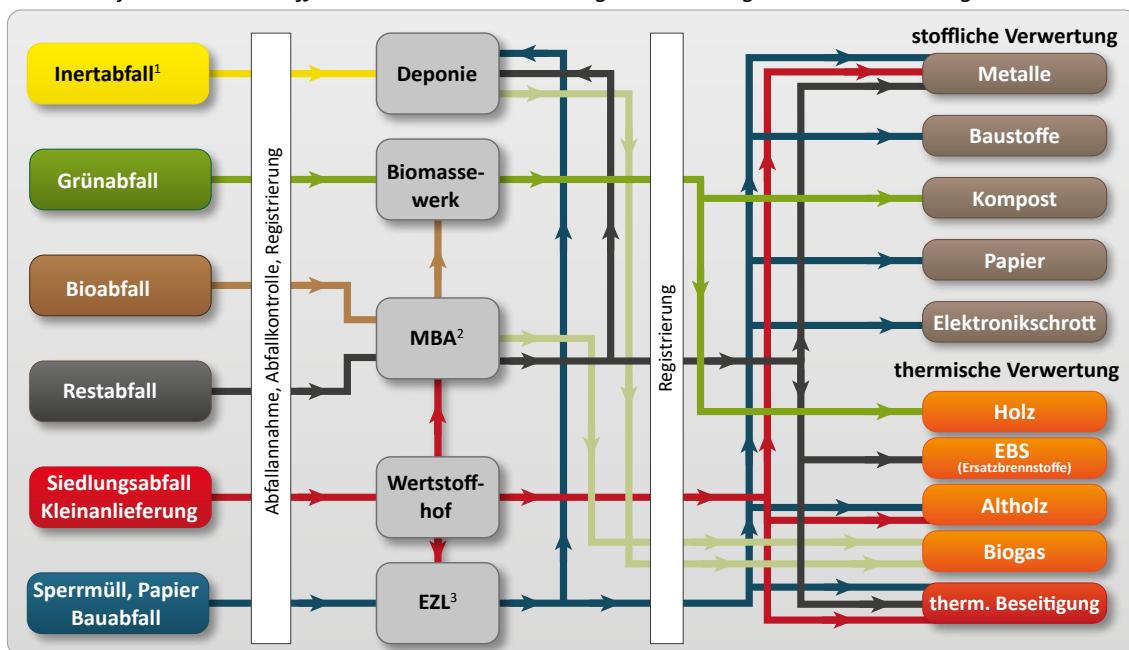 Inertabfall¹
Grünabfall
Bioabfall
Restabfall
Siedlungsabfall
Kleinanlieferung
Sperrmüll, Papier
Bauabfall
Abfallannahme, Abfallkontrolle, Registrierung
Deponie
Biomasse-
werk
MBA²
Wertstoff-
hof
EZL³
Registrierung
stoffliche Verwertung
Metalle
Baustoffe
Kompost
Papier
Elektronikschrott
thermische Verwertung
Holz
EBS
(Ersatzbrennstoffe)
Altholz
Biogas
therm. Beseitigung